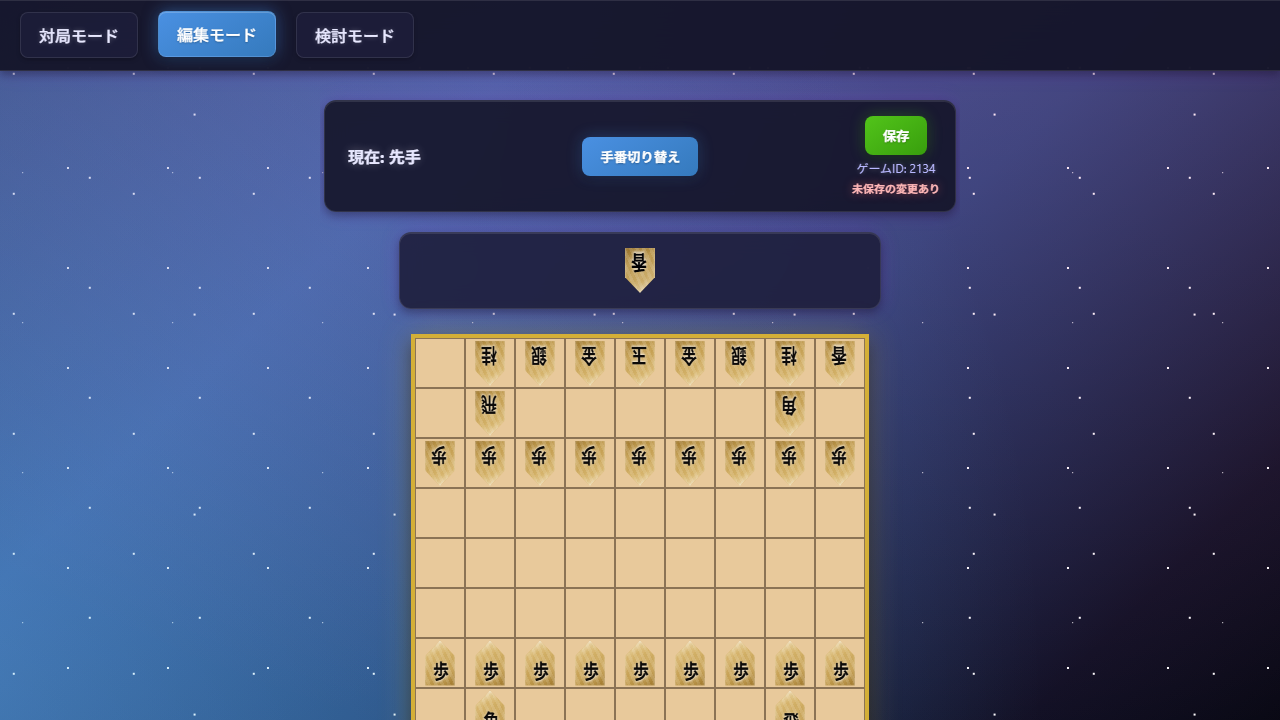 対局モード 編集モード 検討モード
現在: 先手 手番切り替え 保存
ゲームID: 2134
未保存の変更あり
香
桂 銀 金 玉 金 銀 桂 香
飛 角
歩 歩 歩 歩 歩 歩 歩 歩 歩
歩 歩 歩 歩 歩 歩 歩 歩 歩
角 飛